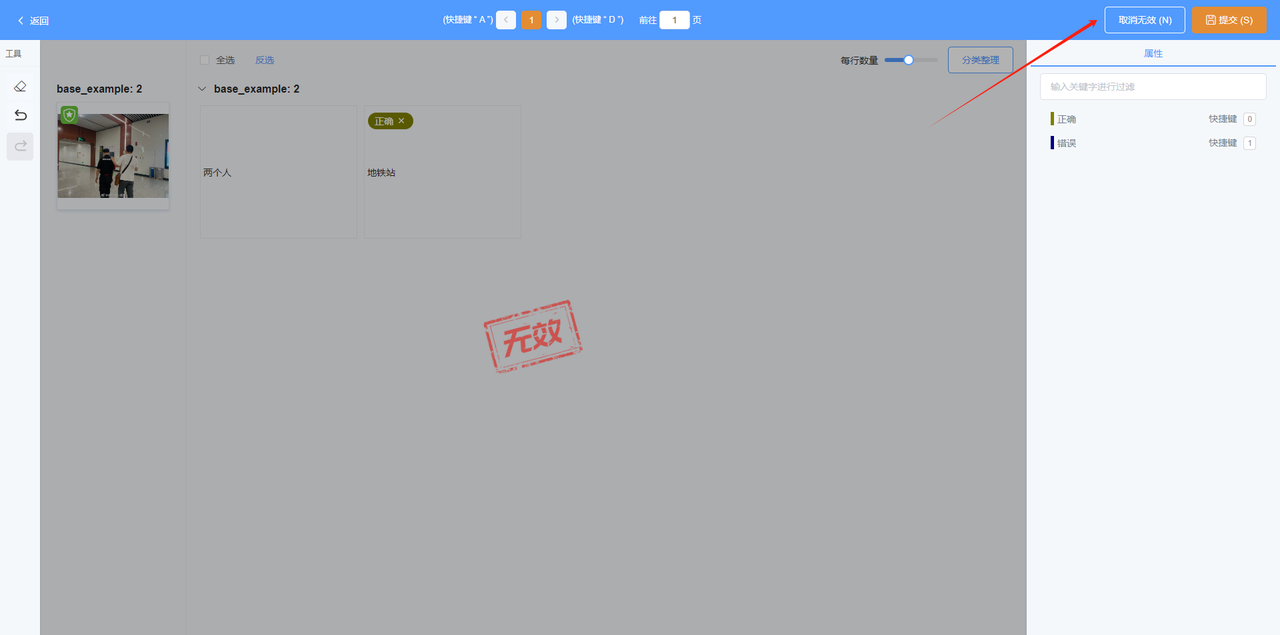 返回
(快捷键 " A ")
1
(快捷键 " D ")
前往 1 页
取消无效 (N)
提交 (S)
工具
全选
反选
每行数量
分类整理
属性
输入关键字进行过滤
base_example: 2
base_example: 2
正确 ×
两个人
地铁站
正确 快捷键 0
错误 快捷键 1
无效